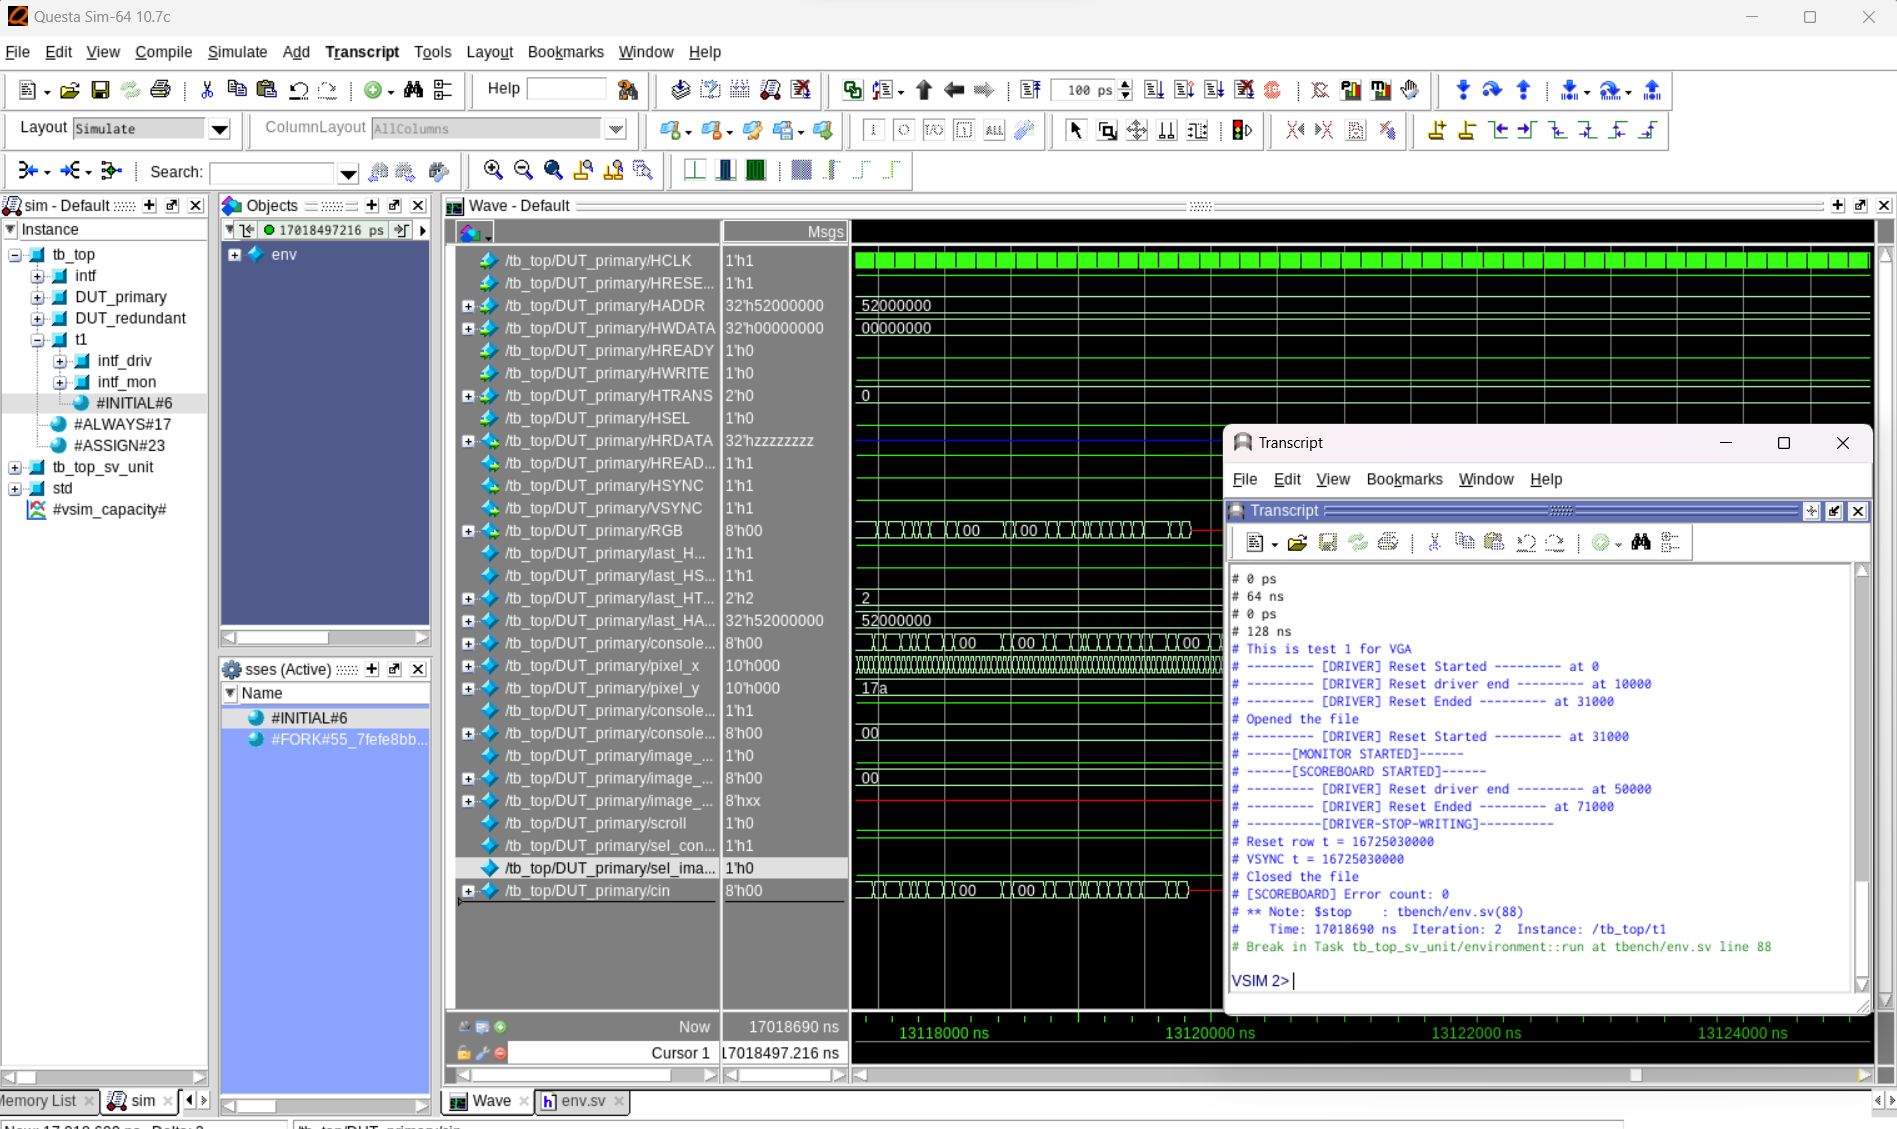 Questa Sim-64 10.7c
File Edit View Compile Simulate Add Transcript Tools Layout Bookmarks Window Help
Help
100 ps
Layout Simulate
ColumnLayout AllColumns
Search:
sim - Default
Instance
tb_top
intf
DUT_primary
DUT_redundant
t1
intf_driv
intf_mon
#INITIAL#6
#ALWAYS#17
#ASSIGN#23
tb_top_sv_unit
std
#vsim_capacity#
Memory List
sim
Objects
17018497216 ps
env
sses (Active)
Name
#INITIAL#6
#FORK#55_7fefe8bb...
Wave - Default
Msgs
/tb_top/DUT_primary/HCLK 1'h1
/tb_top/DUT_primary/HRESE... 1'h1
/tb_top/DUT_primary/HADDR 32'h52000000 52000000
/tb_top/DUT_primary/HWDATA 32'h00000000 00000000
/tb_top/DUT_primary/HREADY 1'h0
/tb_top/DUT_primary/HWRITE 1'h0
/tb_top/DUT_primary/HTRANS 2'h0 0
/tb_top/DUT_primary/HSEL 1'h0
/tb_top/DUT_primary/HRDATA 32'hzzzzzzzz
/tb_top/DUT_primary/HREAD... 1'h1
/tb_top/DUT_primary/HSYNC 1'h1
/tb_top/DUT_primary/VSYNC 1'h1
/tb_top/DUT_primary/RGB 8'h00 00 00
/tb_top/DUT_primary/last_H... 1'h1
/tb_top/DUT_primary/last_HS... 1'h1
/tb_top/DUT_primary/last_HT... 2'h2 2
/tb_top/DUT_primary/last_HA... 32'h52000000 52000000
/tb_top/DUT_primary/console... 8'h00 00 00 00
/tb_top/DUT_primary/pixel_x 10'h000
/tb_top/DUT_primary/pixel_y 10'h000 17a
/tb_top/DUT_primary/console... 1'h1
/tb_top/DUT_primary/console... 8'h00 00
/tb_top/DUT_primary/image_... 1'h0
/tb_top/DUT_primary/image_... 8'h00 00
/tb_top/DUT_primary/image_... 8'hxx
/tb_top/DUT_primary/scroll 1'h0
/tb_top/DUT_primary/sel_con... 1'h1
/tb_top/DUT_primary/sel_ima... 1'h0
/tb_top/DUT_primary/cin 8'h00 00 00
Now 17018690 ns
13118000 ns 13120000 ns 13122000 ns 13124000 ns
Cursor 1 17018497.216 ns
Wave
env.sv
Transcript
File Edit View Bookmarks Window Help
Transcript
# 0 ps
# 64 ns
# 0 ps
# 128 ns
# This is test 1 for VGA
# --------- [DRIVER] Reset Started --------- at 0
# --------- [DRIVER] Reset driver end --------- at 10000
# --------- [DRIVER] Reset Ended --------- at 31000
# Opened the file
# --------- [DRIVER] Reset Started --------- at 31000
# ------[MONITOR STARTED]------
# ------[SCOREBOARD STARTED]------
# --------- [DRIVER] Reset driver end --------- at 50000
# --------- [DRIVER] Reset Ended --------- at 71000
# ----------[DRIVER-STOP-WRITING]----------
# Reset row t = 16725030000
# VSYNC t = 16725030000
# Closed the file
# [SCOREBOARD] Error count: 0
# ** Note: $stop    : tbench/env.sv(88)
#    Time: 17018690 ns  Iteration: 2  Instance: /tb_top/t1
# Break in Task tb_top_sv_unit/environment::run at tbench/env.sv line 88
VSIM 2>